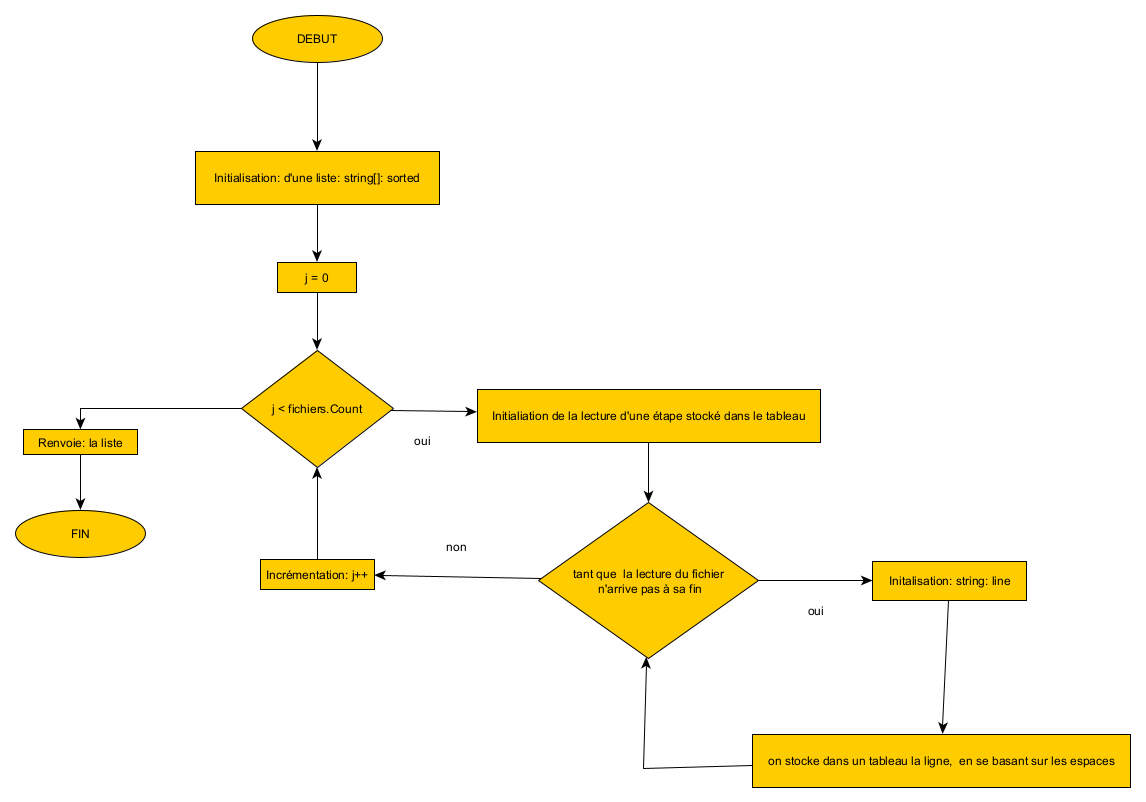 DEBUT
Initialisation: d'une liste: string[]: sorted
j = 0
j < fichiers.Count
oui
Initialiation de la lecture d'une étape stocké dans le tableau
Renvoie: la liste
FIN
non
Incrémentation: j++
tant que la lecture du fichier
n'arrive pas à sa fin
oui
Initalisation: string: line
on stocke dans un tableau la ligne, en se basant sur les espaces